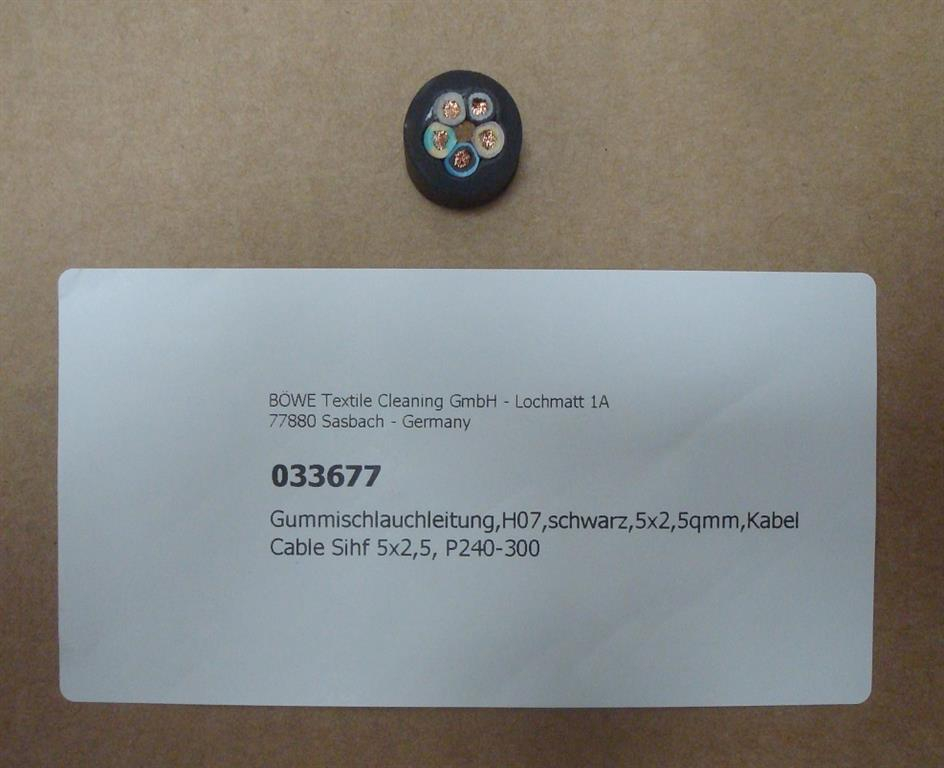 BÖWE Textile Cleaning GmbH - Lochmatt 1A
77880 Sasbach - Germany
033677
Gummischlauchleitung,H07,schwarz,5x2,5qmm,Kabel
Cable Sihf 5x2,5, P240-300